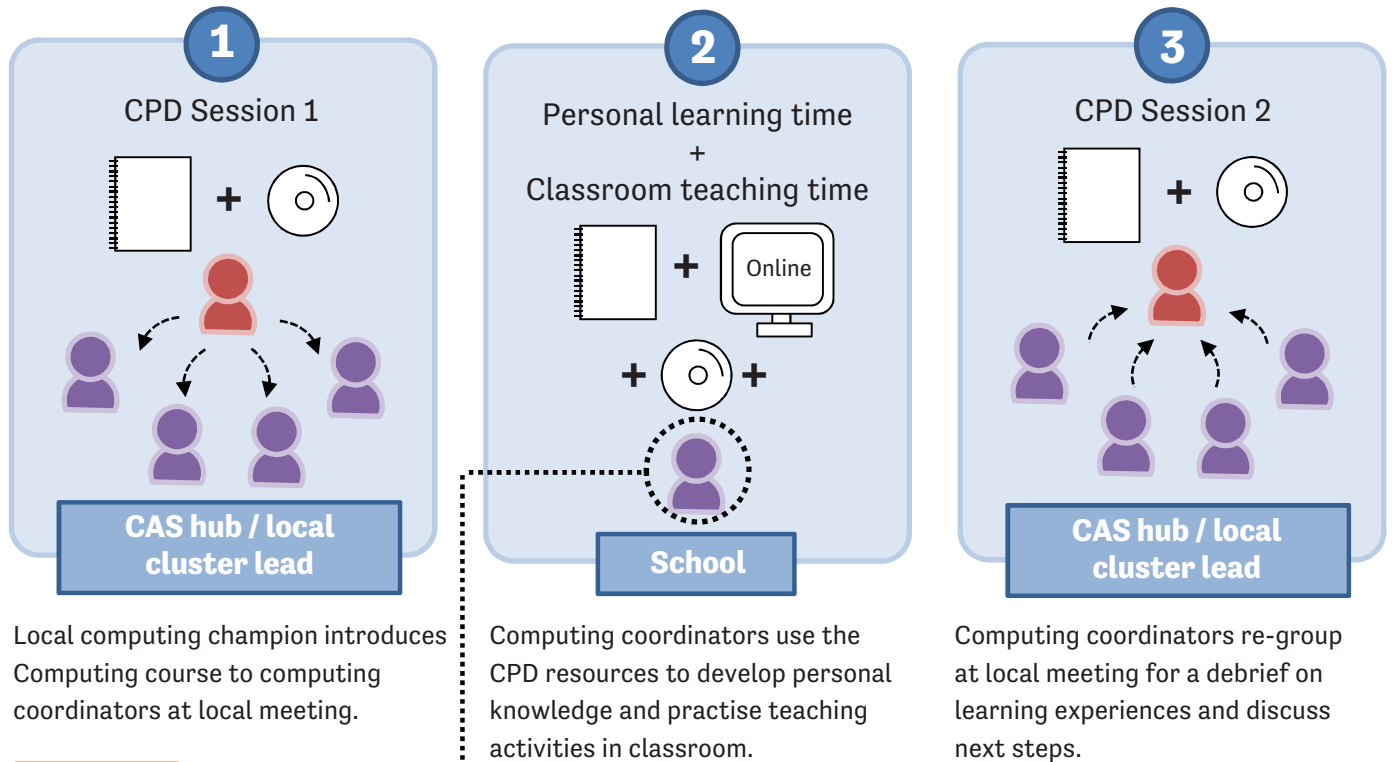 1
CPD Session 1
+
CAS hub / local
cluster lead
Local computing champion introduces
Computing course to computing
coordinators at local meeting.
2
Personal learning time
+
Classroom teaching time
+
Online
+ +
School
Computing coordinators use the
CPD resources to develop personal
knowledge and practise teaching
activities in classroom.
3
CPD Session 2
+
CAS hub / local
cluster lead
Computing coordinators re-group
at local meeting for a debrief on
learning experiences and discuss
next steps.